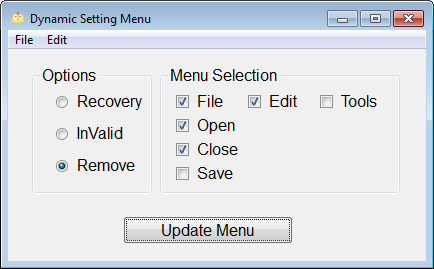 Dynamic Setting Menu
File Edit
Options
Recovery
InValid
Remove
Menu Selection
File Edit Tools
Open
Close
Save
Update Menu